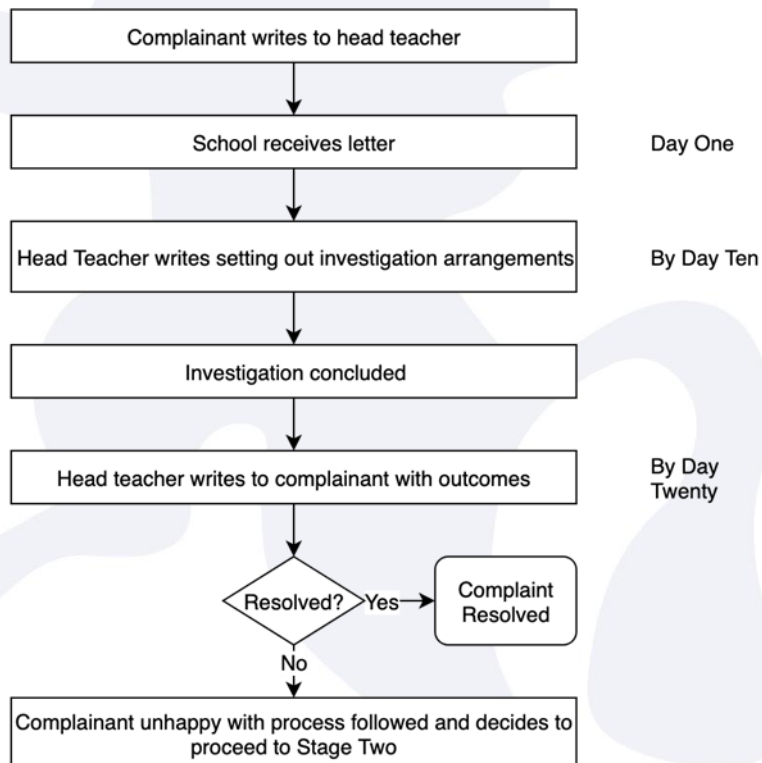 Complainant writes to head teacher
School receives letter
Day One
Head Teacher writes setting out investigation arrangements
By Day Ten
Investigation concluded
Head teacher writes to complainant with outcomes
By Day
Twenty
Resolved?
Yes
Complaint
Resolved
No
Complainant unhappy with process followed and decides to
proceed to Stage Two